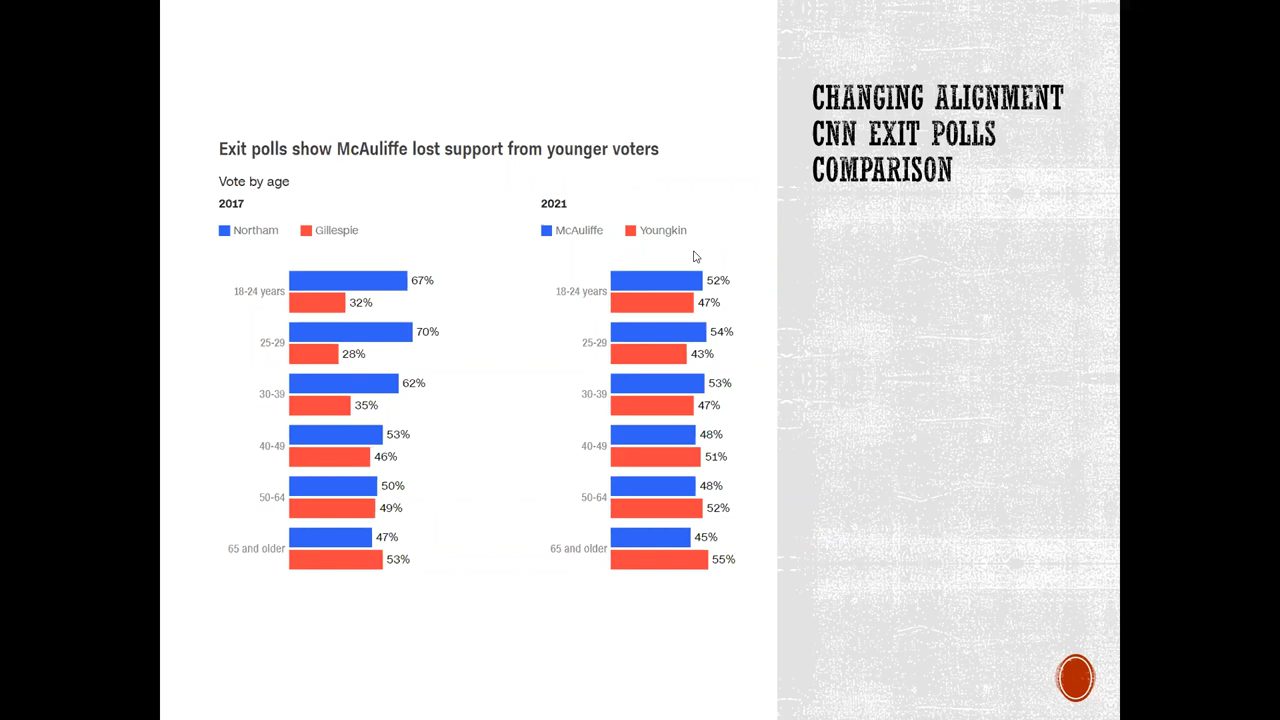 CHANGING ALIGNMENT
CNN EXIT POLLS
COMPARISON
Exit polls show McAuliffe lost support from younger voters
Vote by age
2017
Northam Gillespie
18-24 years 67%
32%
25-29 70%
28%
30-39 62%
35%
40-49 53%
46%
50-64 50%
49%
65 and older 47%
53%
2021
McAuliffe Youngkin
18-24 years 52%
47%
25-29 54%
43%
30-39 53%
47%
40-49 48%
51%
50-64 48%
52%
65 and older 45%
55%